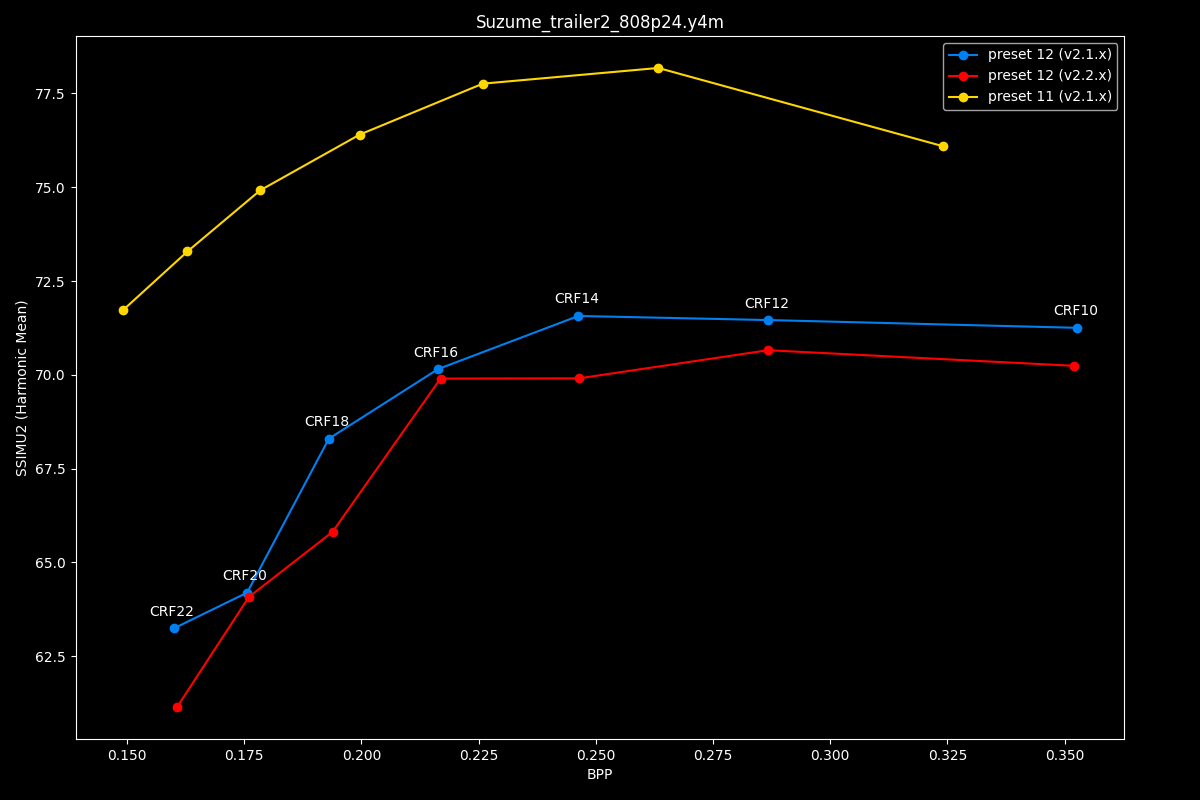 Suzume_trailer2_808p24.y4m
preset 12 (v2.1.x)
preset 12 (v2.2.x)
preset 11 (v2.1.x)
SSIMU2 (Harmonic Mean)
77.5
75.0
72.5
70.0
67.5
65.0
62.5
CRF22
CRF20
CRF18
CRF16
CRF14
CRF12
CRF10
0.150
0.175
0.200
0.225
0.250
0.275
0.300
0.325
0.350
BPP